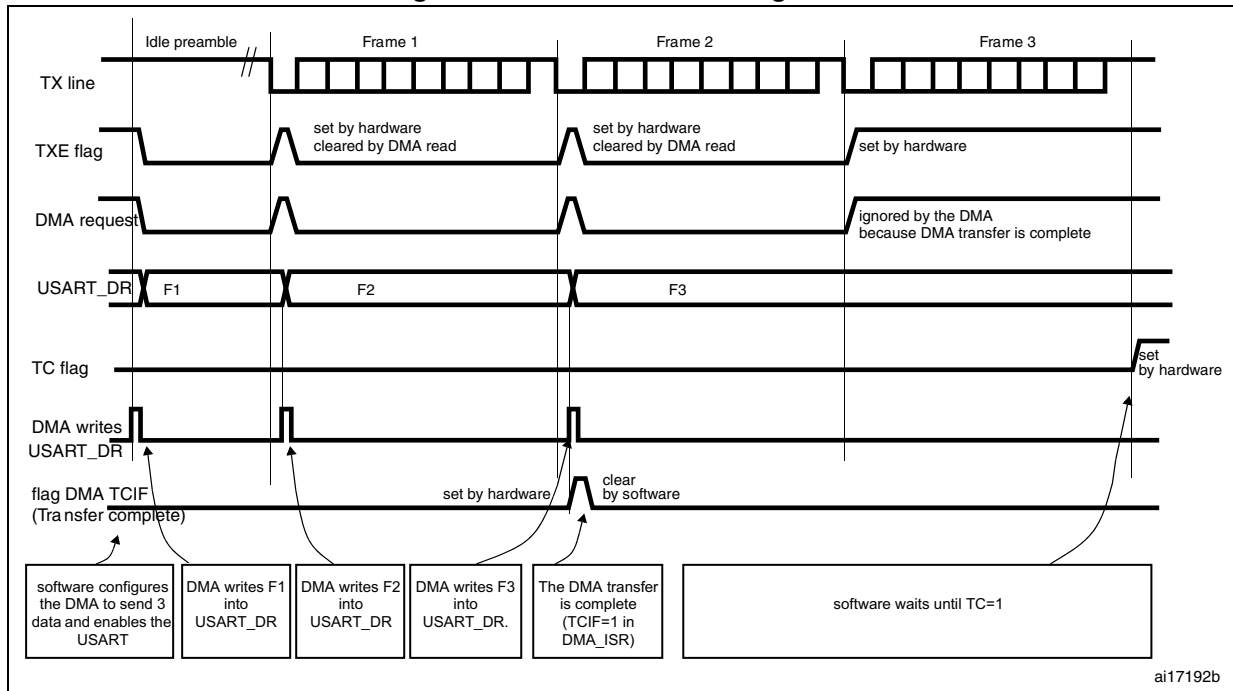 Idle preamble
Frame 1
Frame 2
Frame 3
TX line
TXE flag
set by hardware
cleared by DMA read
set by hardware
cleared by DMA read
set by hardware
DMA request
ignored by the DMA
because DMA transfer is complete
USART_DR
F1
F2
F3
TC flag
set
by hardware
DMA writes
USART_DR
flag DMA TCIF
(Transfer complete)
set by hardware
clear
by software
software configures
the DMA to send 3
data and enables the
USART
DMA writes F1
into
USART_DR
DMA writes F2
into
USART_DR
DMA writes F3
into
USART_DR.
The DMA transfer
is complete
(TCIF=1 in
DMA_ISR)
software waits until TC=1
ai17192b